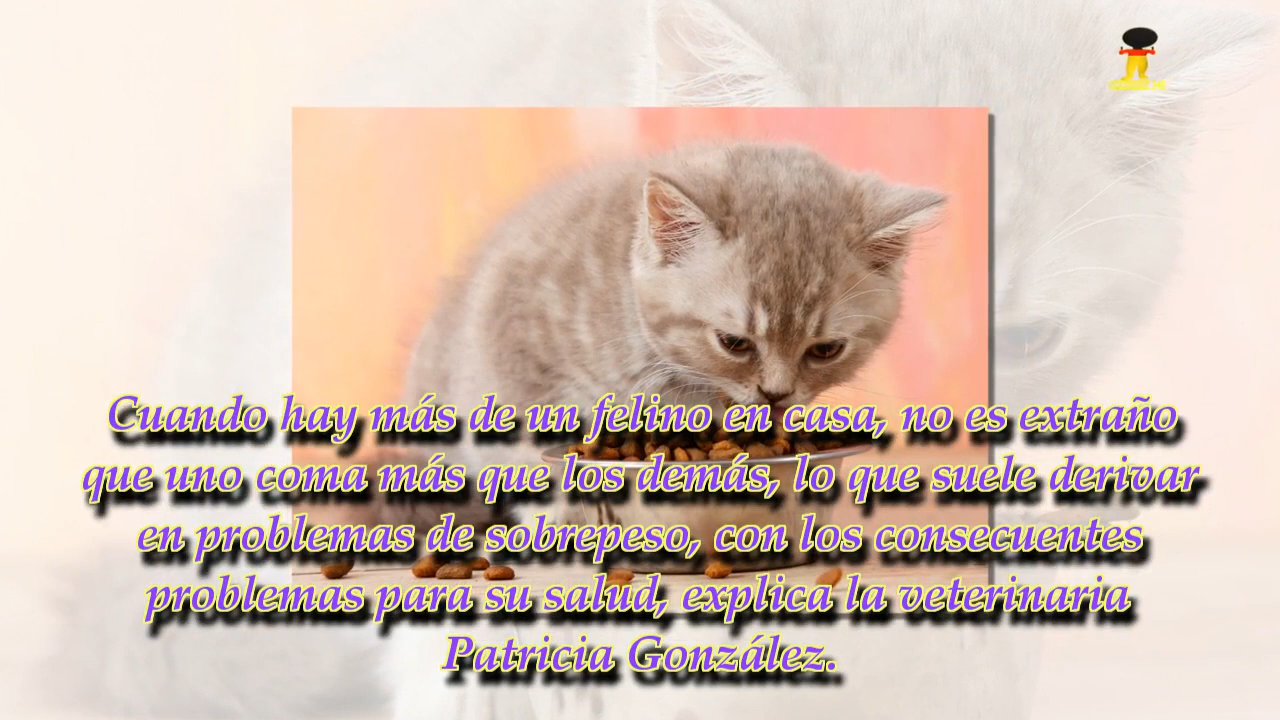 Cuando hay más de un felino en casa, no es extraño
que uno coma más que los demás, lo que suele derivar
en problemas de sobrepeso, con los consecuentes
problemas para su salud, explica la veterinaria
Patricia González.